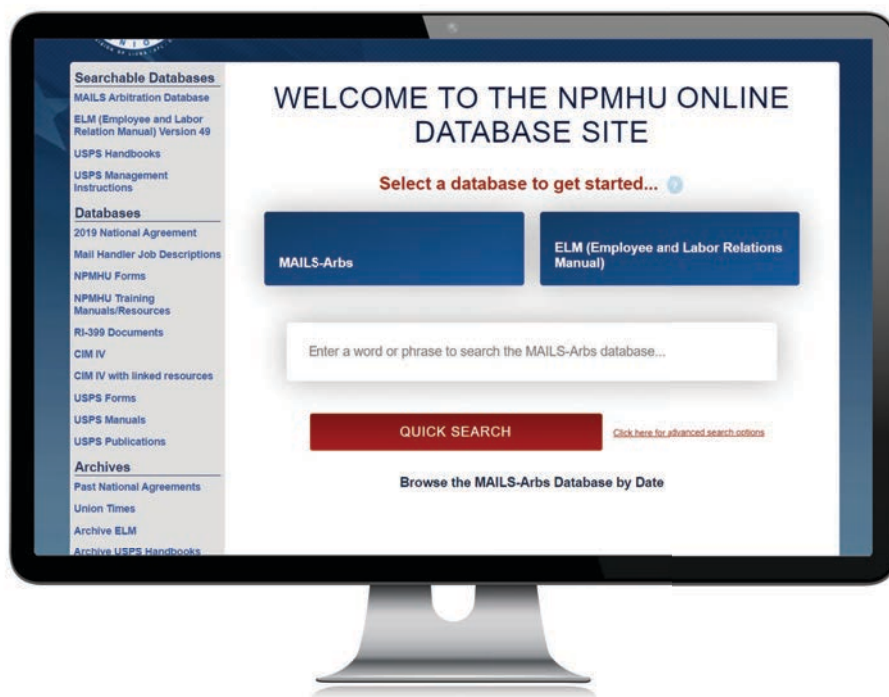 UNION
Searchable Databases
MAILS Arbitration Database
ELM (Employee and Labor
Relation Manual) Version 49
USPS Handbooks
USPS Management
Instructions
Databases
2019 National Agreement
Mail Handler Job Descriptions
NPMHU Forms
NPMHU Training
Manuals/Resources
RI-399 Documents
CIM IV
CIM IV with linked resources
USPS Forms
USPS Manuals
USPS Publications
Archives
Past National Agreements
Union Times
Archive ELM
Archive USPS Handbooks
WELCOME TO THE NPMHU ONLINE
DATABASE SITE
Select a database to get started... ?
MAILS-Arbs
ELM (Employee and Labor Relations
Manual)
Enter a word or phrase to search the MAILS-Arbs database...
QUICK SEARCH
Click here for advanced search options
Browse the MAILS-Arbs Database by Date